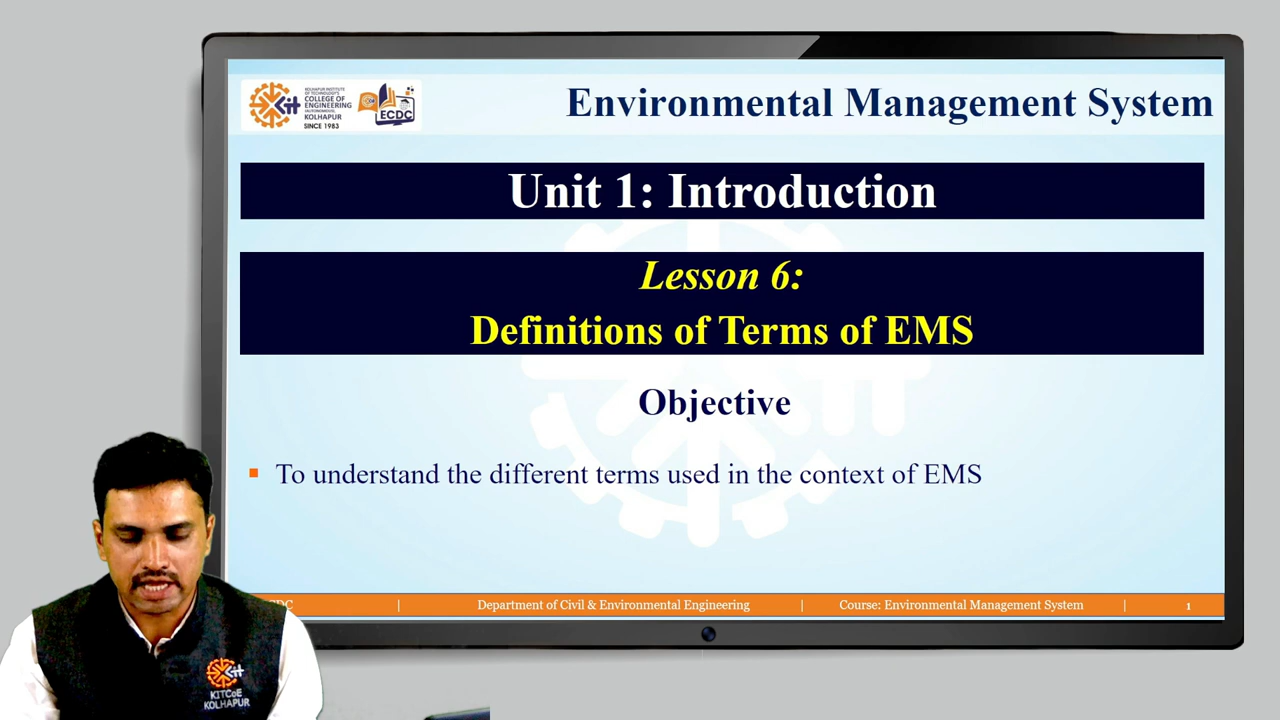 KOLHAPUR INSTITUTE
OF TECHNOLOGY'S
COLLEGE OF
ENGINEERING
(AUTONOMOUS),
KOLHAPUR
SINCE 1983
ECDC
Environmental Management System
Unit 1: Introduction
Lesson 6:
Definitions of Terms of EMS
Objective
▪ To understand the different terms used in the context of EMS
DC | Department of Civil & Environmental Engineering | Course: Environmental Management System | 1
KITCoE
KOLHAPUR